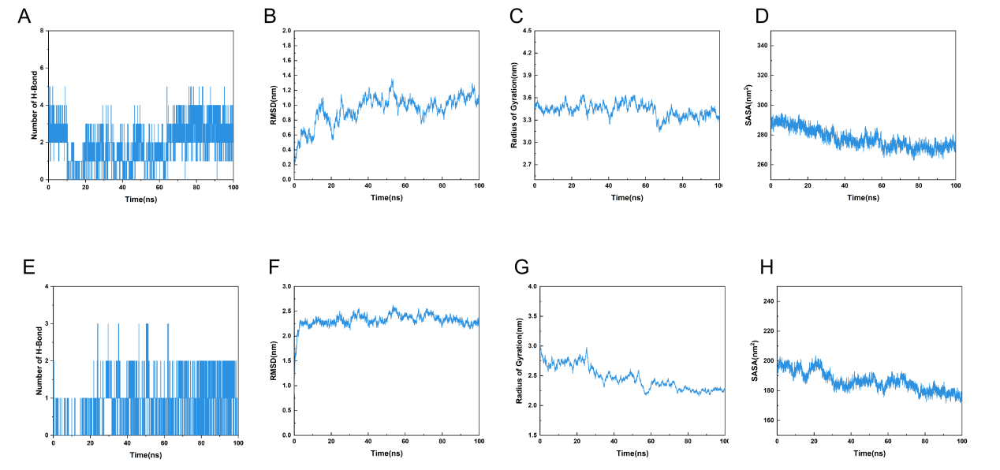 A
B
C
D
Number of H-Bond
8
6
4
2
0
0 20 40 60 80 100
Time(ns)
RMSD(nm)
2.0
1.8
1.6
1.4
1.2
1.0
0.8
0.6
0.4
0.2
0.0
0 20 40 60 80 100
Time(ns)
Radius of Gyration(nm)
4.5
4.2
3.9
3.6
3.3
3.0
2.7
0 20 40 60 80 10
Time(ns)
SASA(nm²)
340
320
300
280
260
0 20 40 60 80 100
Time(ns)
E
F
G
H
Number of H-Bond
4
3
2
1
0
0 20 40 60 80 100
Time(ns)
RMSD(nm)
3.0
2.5
2.0
1.5
1.0
0.5
0.0
0 20 40 60 80 100
Time(ns)
Radius of Gyration(nm)
4.0
3.5
3.0
2.5
2.0
1.5
0 20 40 60 80 100
Time(ns)
SASA(nm²)
240
220
200
180
160
0 20 40 60 80 100
Time(ns)